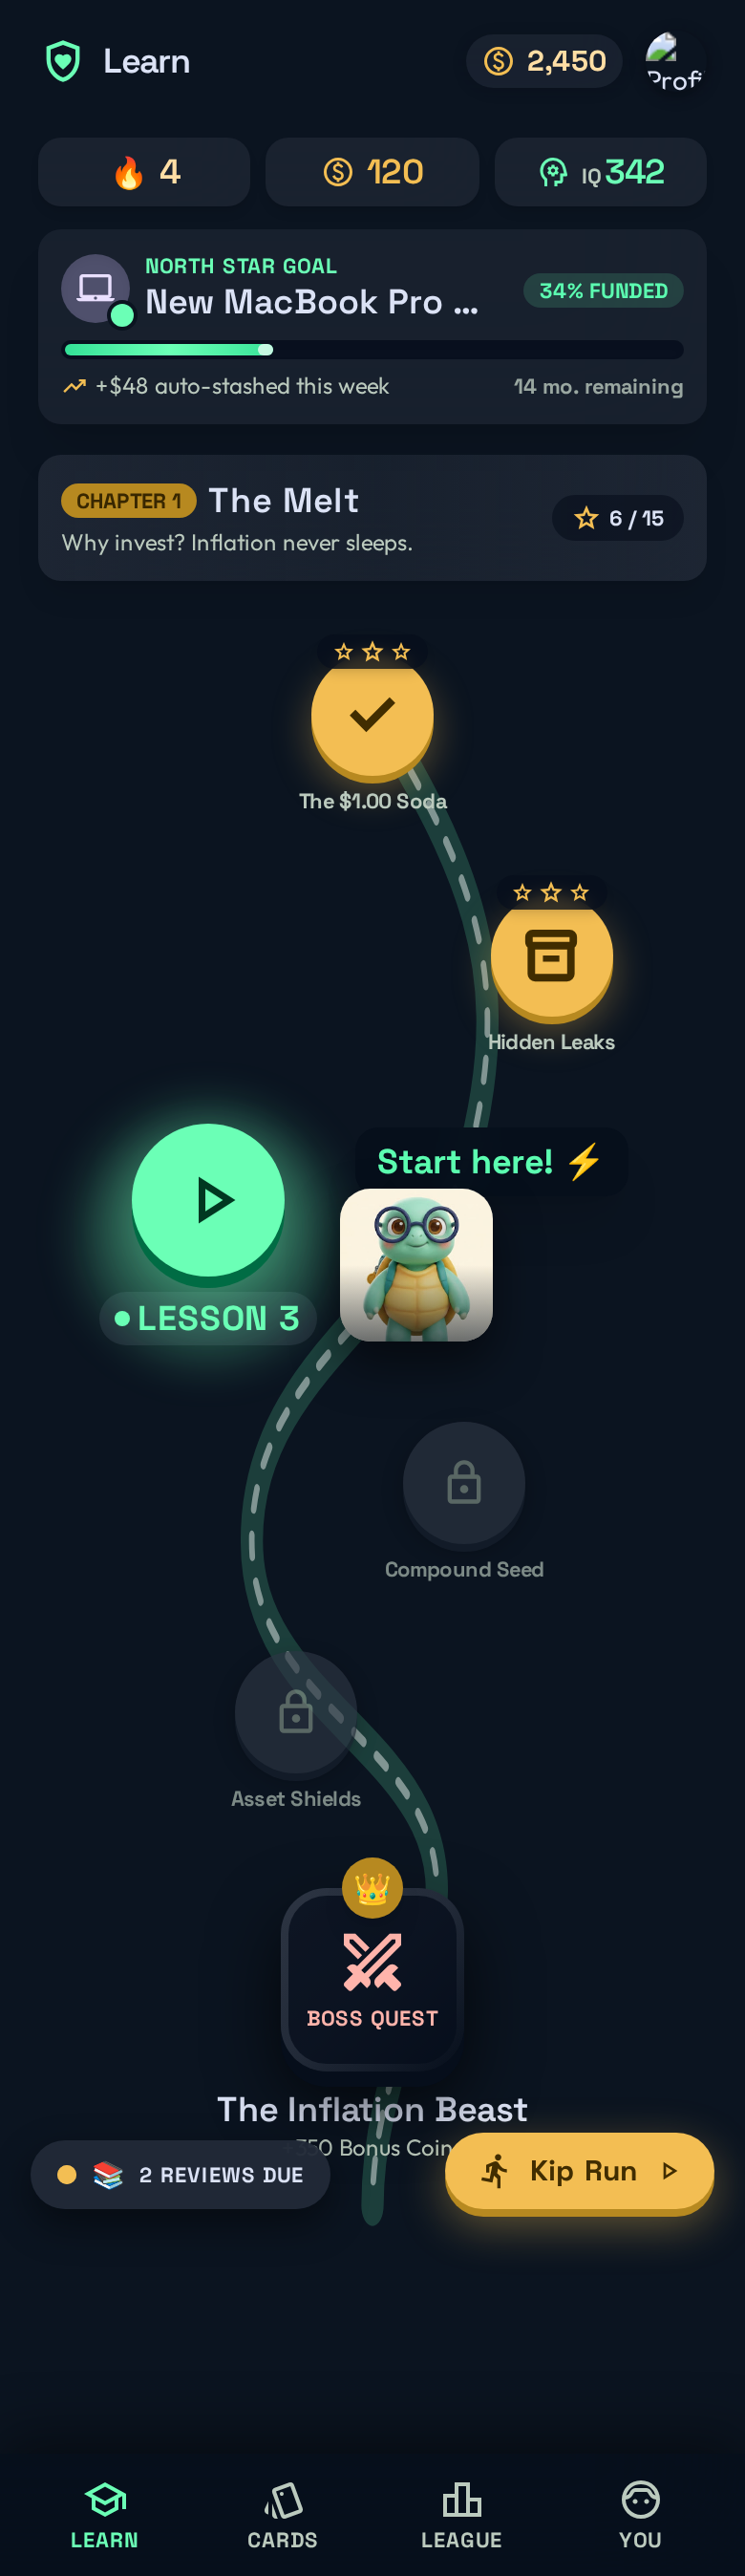 Learn
2,450
Profi
4
120
IQ 342
NORTH STAR GOAL
New MacBook Pro ...
34% FUNDED
+$48 auto-stashed this week
14 mo. remaining
CHAPTER 1
The Melt
Why invest? Inflation never sleeps.
6 / 15
The $1.00 Soda
Hidden Leaks
Start here! ⚡
LESSON 3
Compound Seed
Asset Shields
BOSS QUEST
The Inflation Beast
+350 Bonus Coin
2 REVIEWS DUE
Kip Run
LEARN
CARDS
LEAGUE
YOU